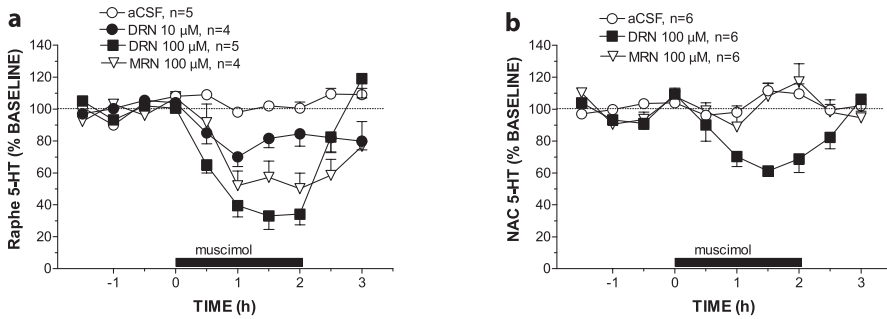 a
aCSF, n=5
DRN 10 µM, n=4
DRN 100 µM, n=5
MRN 100 µM, n=4
Raphe 5-HT (% BASELINE)
140
120
100
80
60
40
20
0
muscimol
-1
0
1
2
3
TIME (h)
b
aCSF, n=6
DRN 100 µM, n=6
MRN 100 µM, n=6
NAC 5-HT (% BASELINE)
140
120
100
80
60
40
20
0
muscimol
-1
0
1
2
3
TIME (h)